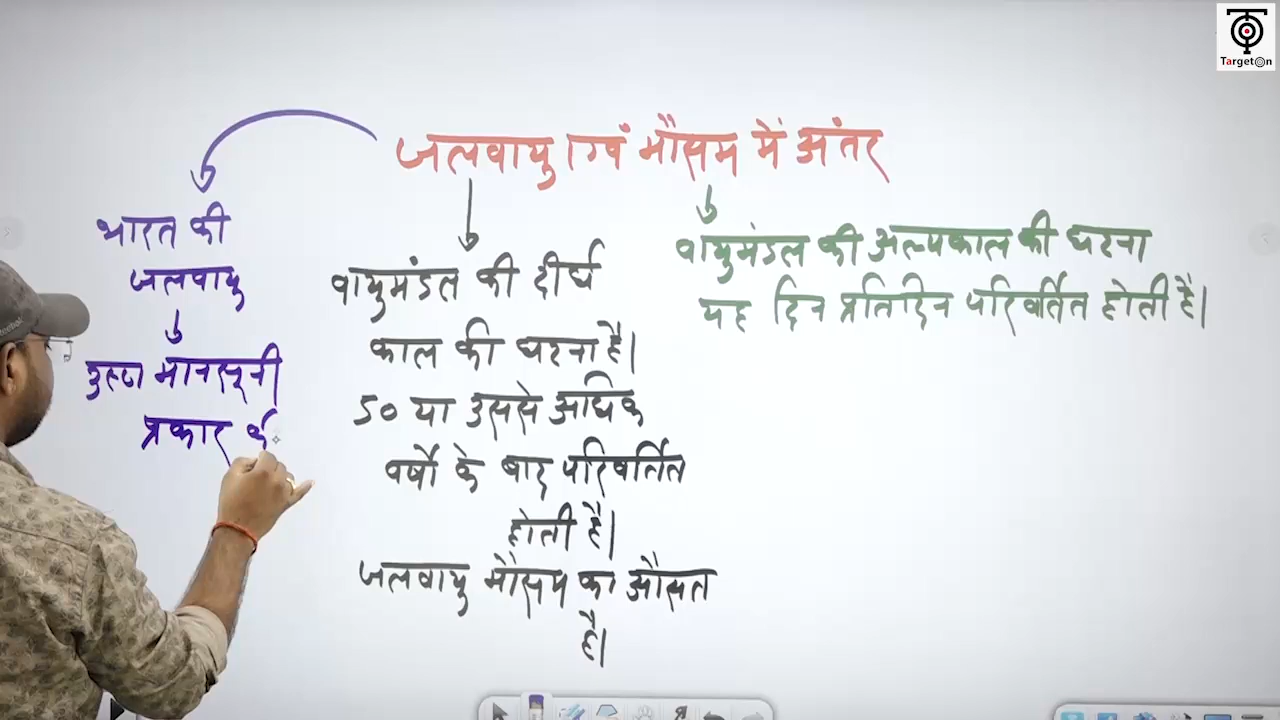 TargetOn
जलवायु एवं मौसम में अंतर
भारत की
जलवायु
उष्ण मानसूनी
प्रकार की
वायुमंडल की दीर्घ
काल की घटना है।
50 या उससे अधिक
वर्षो के बाद परिवर्तित
होती है।
जलवायु मौसम का औसत
है।
वायुमंडल की अल्पकाल की घटना
यह दिन प्रतिदिन परिवर्तित होती है।